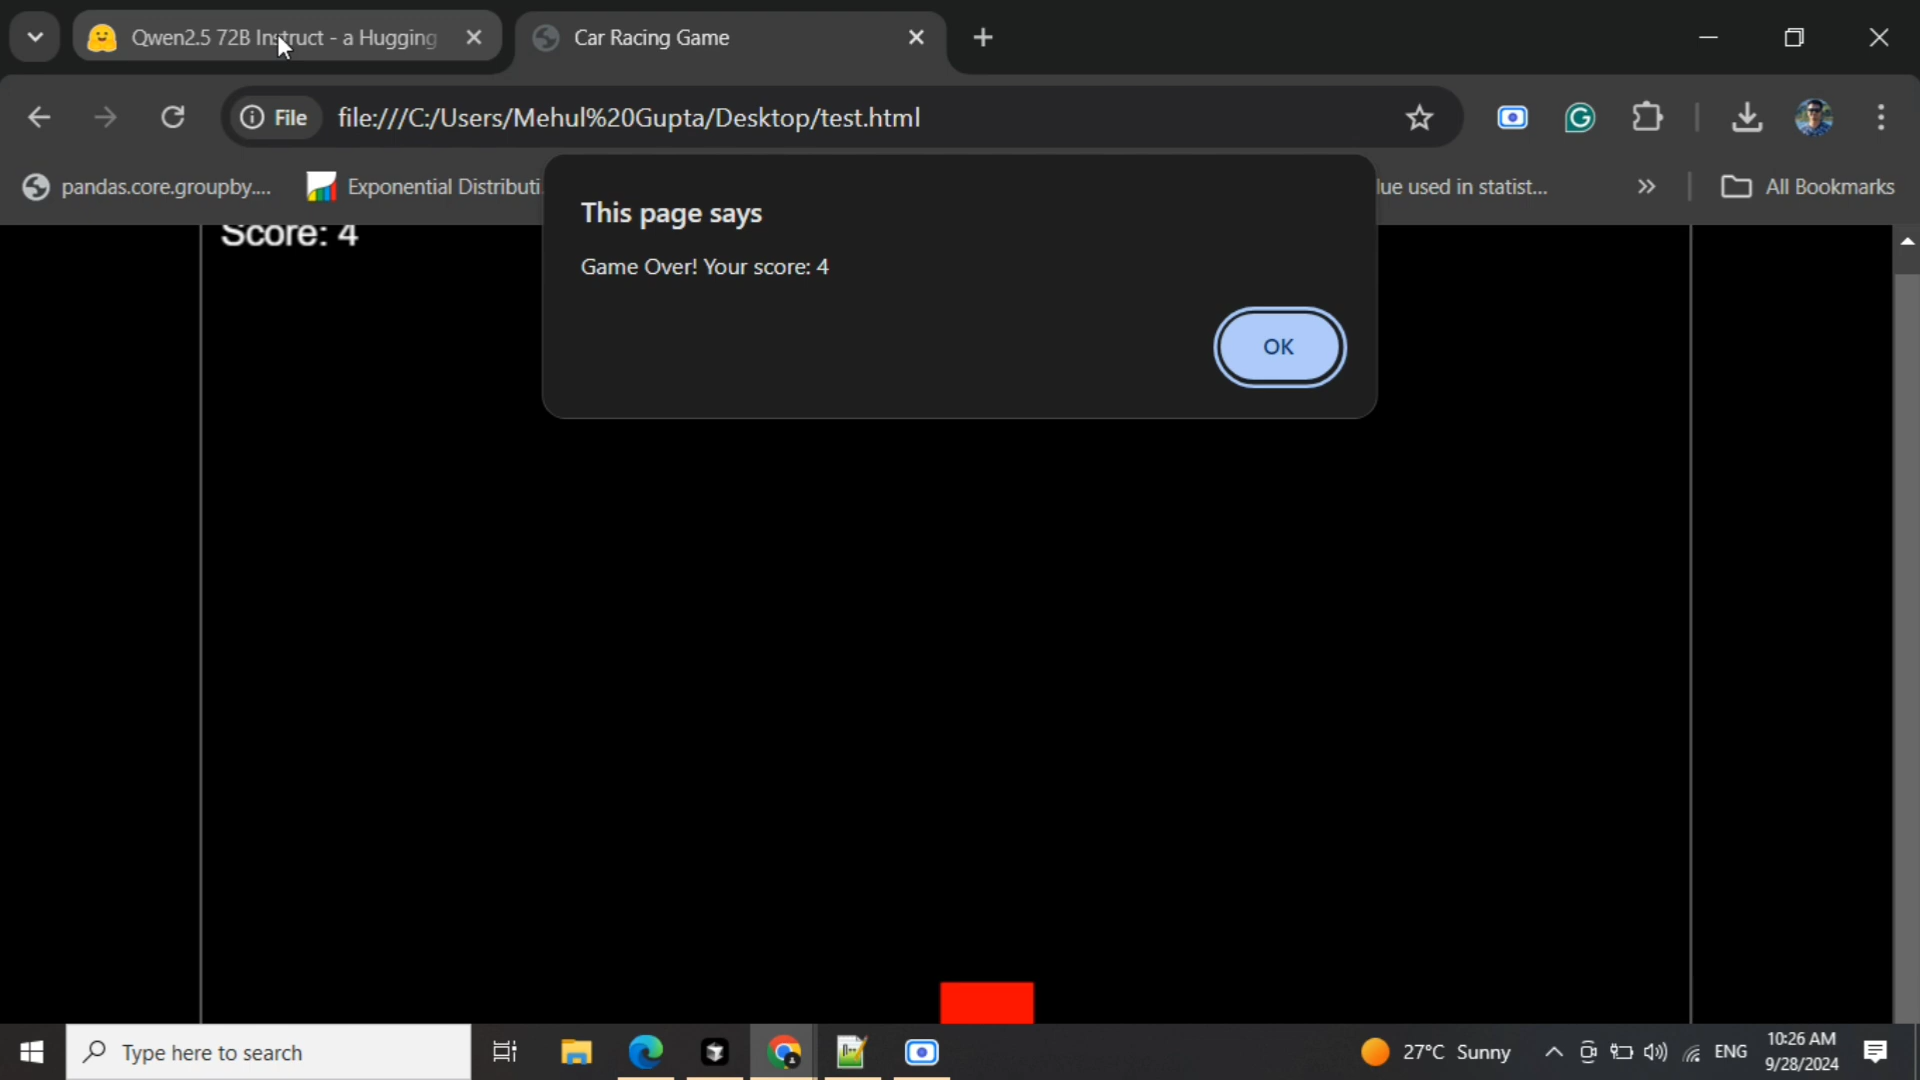 Qwen2.5 72B Instruct - a Hugging
Car Racing Game
File
file:///C:/Users/Mehul%20Gupta/Desktop/test.html
pandas.core.groupby....
Exponential Distributi
lue used in statist...
All Bookmarks
This page says
Game Over! Your score: 4
OK
Score: 4
Type here to search
27°C Sunny
ENG
10:26 AM
9/28/2024